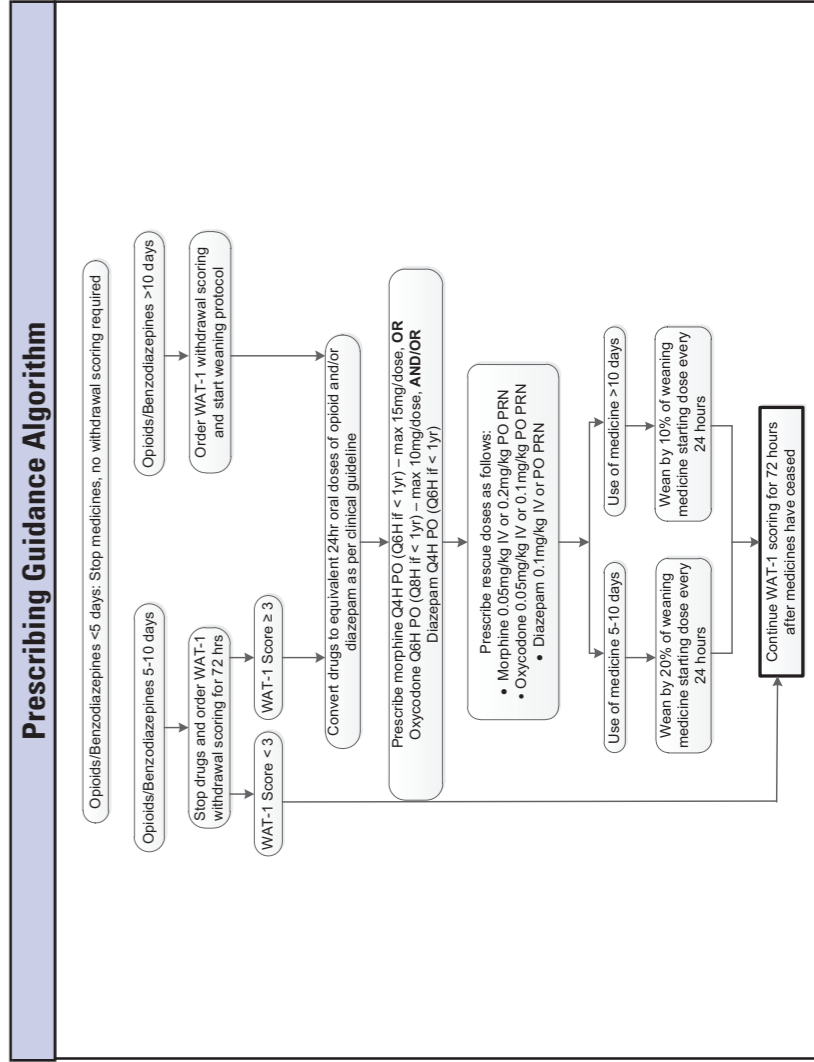 Prescribing Guidance Algorithm
Opioids/Benzodiazepines <5 days: Stop medicines, no withdrawal scoring required
Opioids/Benzodiazepines 5-10 days
Opioids/Benzodiazepines >10 days
Stop drugs and order WAT-1
withdrawal scoring for 72 hrs
Order WAT-1 withdrawal scoring
and start weaning protocol
WAT-1 Score < 3
WAT-1 Score ≥ 3
Convert drugs to equivalent 24hr oral doses of opioid and/or
diazepam as per clinical guideline
Prescribe morphine Q4H PO (Q6H if < 1yr) – max 15mg/dose, OR
Oxycodone Q6H PO (Q8H if < 1yr) – max 10mg/dose, AND/OR
Diazepam Q4H PO (Q6H if < 1yr)
Prescribe rescue doses as follows:
• Morphine 0.05mg/kg IV or 0.2mg/kg PO PRN
• Oxycodone 0.05mg/kg IV or 0.1mg/kg PO PRN
• Diazepam 0.1mg/kg IV or PO PRN
Use of medicine 5-10 days
Use of medicine >10 days
Wean by 20% of weaning
medicine starting dose every
24 hours
Wean by 10% of weaning
medicine starting dose every
24 hours
Continue WAT-1 scoring for 72 hours
after medicines have ceased